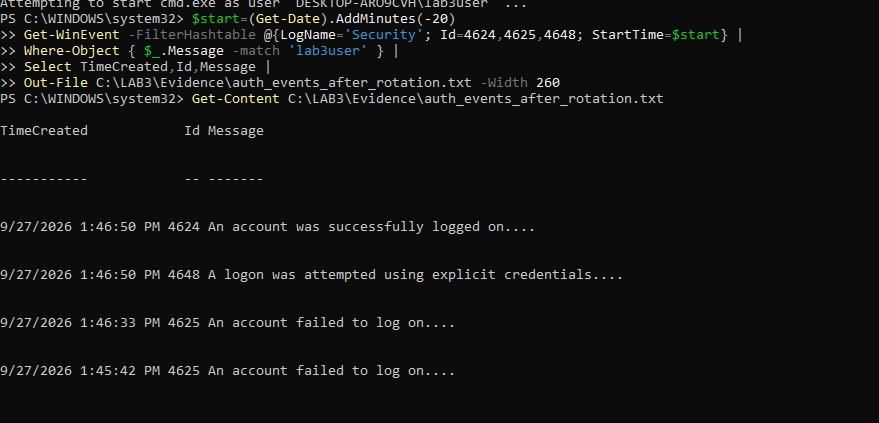 Attempting to start cmd.exe as user "DESKTOP-ARO9CVH\lab3user" ...
PS C:\WINDOWS\system32> $start=(Get-Date).AddMinutes(-20)
>> Get-WinEvent -FilterHashtable @{LogName='Security'; Id=4624,4625,4648; StartTime=$start} |
>> Where-Object { $_.Message -match 'lab3user' } |
>> Select TimeCreated,Id,Message |
>> Out-File C:\LAB3\Evidence\auth_events_after_rotation.txt -Width 260
PS C:\WINDOWS\system32> Get-Content C:\LAB3\Evidence\auth_events_after_rotation.txt
TimeCreated Id Message
----------- -- -------
9/27/2026 1:46:50 PM 4624 An account was successfully logged on....
9/27/2026 1:46:50 PM 4648 A logon was attempted using explicit credentials....
9/27/2026 1:46:33 PM 4625 An account failed to log on....
9/27/2026 1:45:42 PM 4625 An account failed to log on....